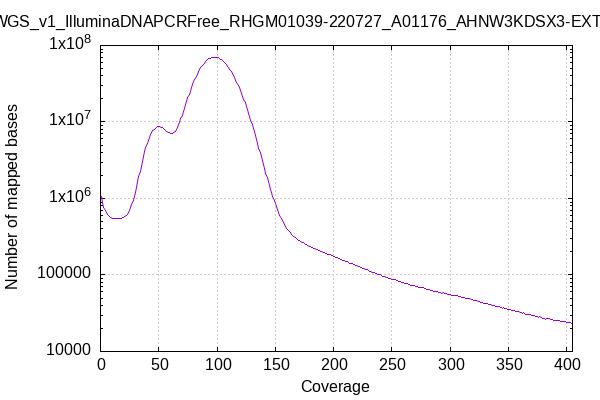 WGS_v1_IlluminaDNAPCRFree_RHGM01039-220727_A01176_AHNW3KDSX3-EXT
1x10^8
1x10^7
1x10^6
100000
10000
Number of mapped bases
0 50 100 150 200 250 300 350 400
Coverage